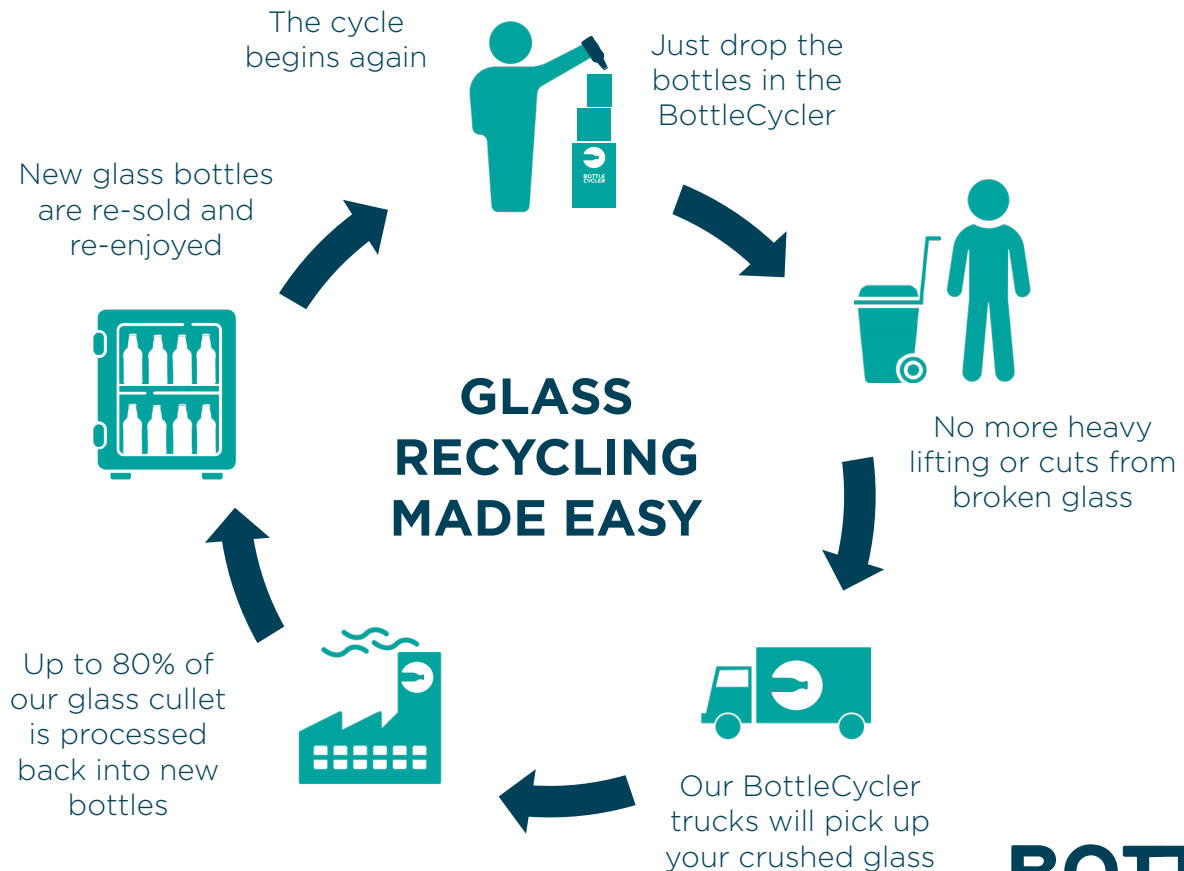 The cycle
begins again
Just drop the
bottles in the
BottleCycler
BOTTLE
CYCLER
New glass bottles
are re-sold and
re-enjoyed
GLASS
RECYCLING
MADE EASY
No more heavy
lifting or cuts from
broken glass
Up to 80% of
our glass cullet
is processed
back into new
bottles
Our BottleCycler
trucks will pick up
your crushed glass